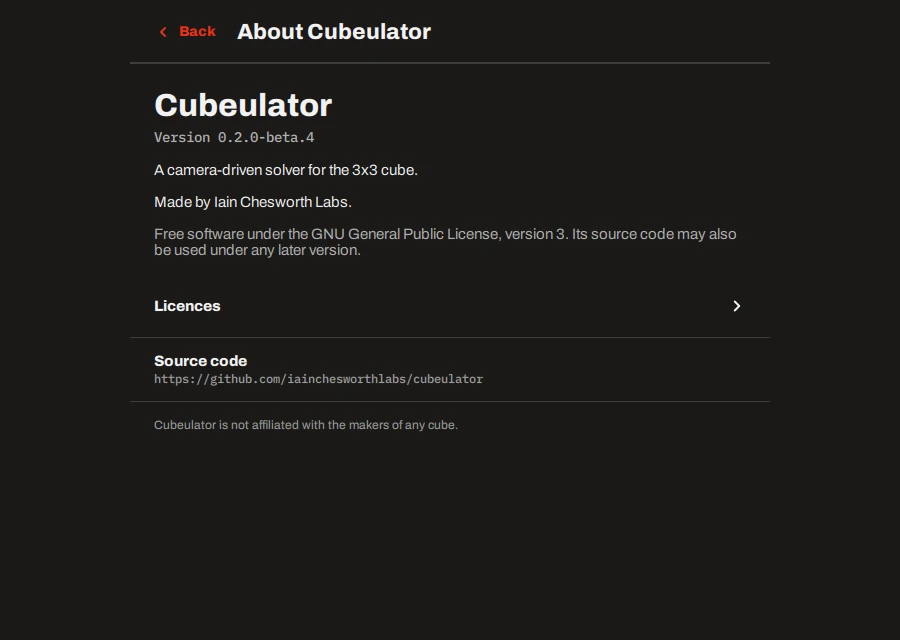 Back
About Cubeulator
Cubeulator
Version 0.2.0-beta.4
A camera-driven solver for the 3x3 cube.
Made by Iain Chesworth Labs.
Free software under the GNU General Public License, version 3. Its source code may also
be used under any later version.
Licences
Source code
https://github.com/iainchesworthlabs/cubeulator
Cubeulator is not affiliated with the makers of any cube.